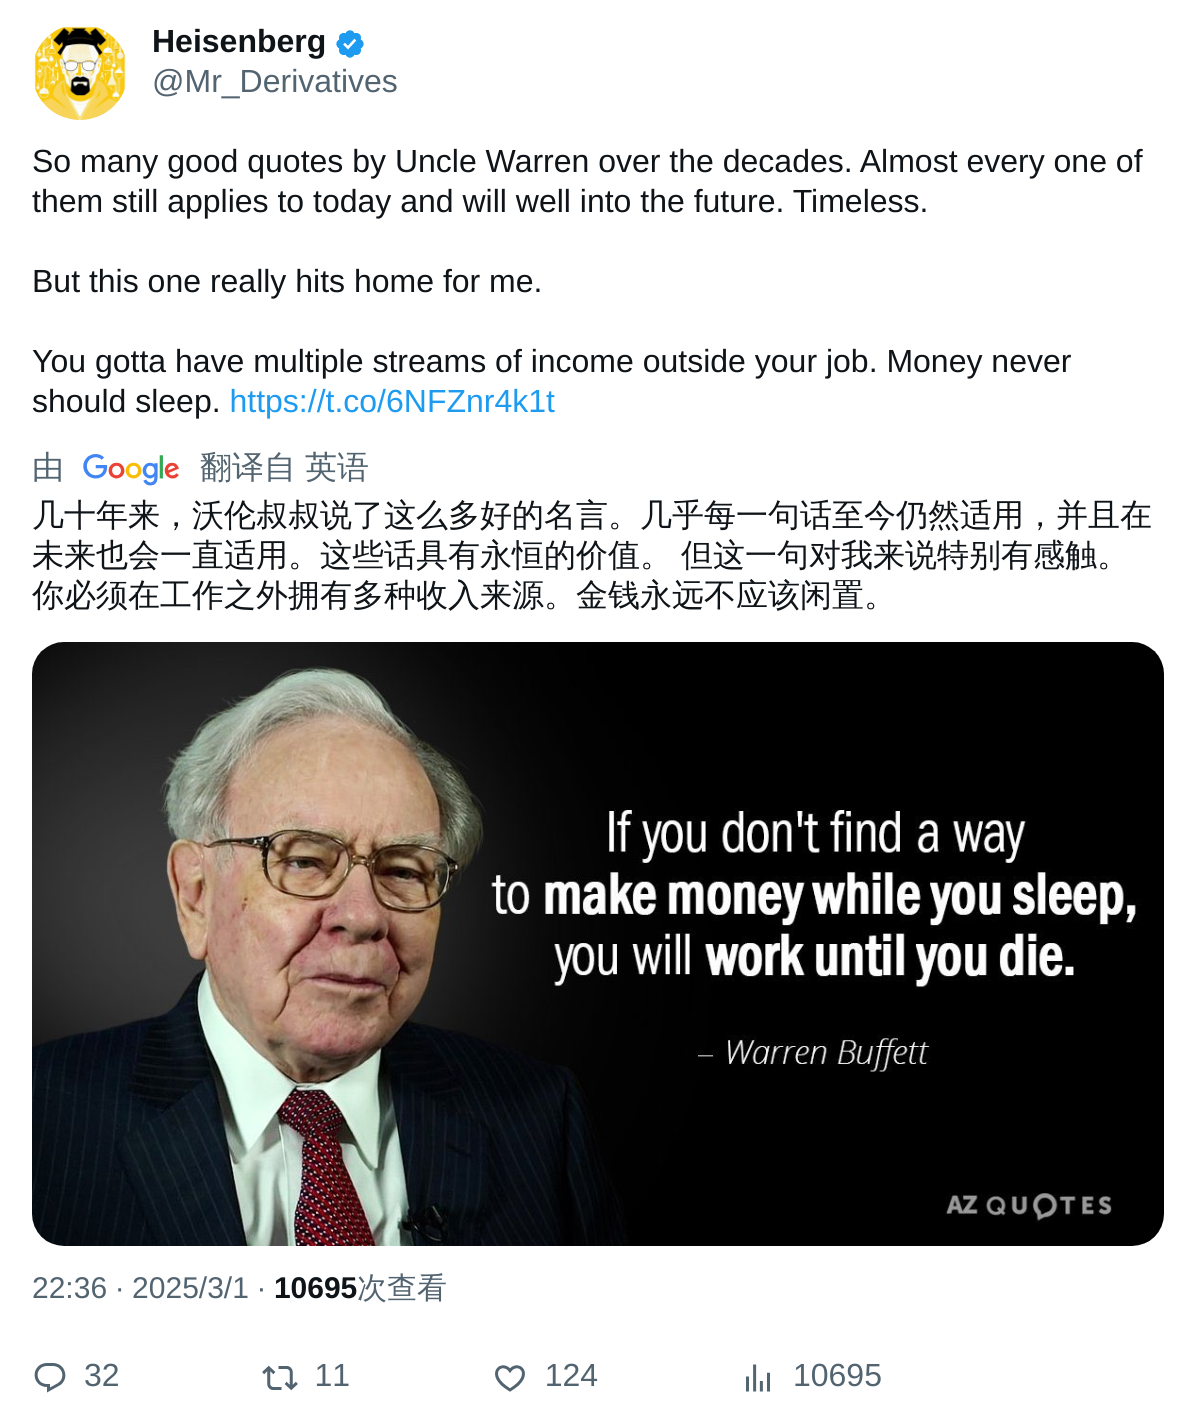 Heisenberg
@Mr_Derivatives
So many good quotes by Uncle Warren over the decades. Almost every one of
them still applies to today and will well into the future. Timeless.
But this one really hits home for me.
You gotta have multiple streams of income outside your job. Money never
should sleep. https://t.co/6NFZnr4k1t
由 Google 翻译自 英语
几十年来，沃伦叔叔说了这么多好的名言。几乎每一句话至今仍然适用，并且在
未来也会一直适用。这些话具有永恒的价值。 但这一句对我来说特别有感触。
你必须在工作之外拥有多种收入来源。金钱永远不应该闲置。
If you don't find a way
to make money while you sleep,
you will work until you die.
– Warren Buffett
AZ QUOTES
22:36 · 2025/3/1 · 10695次查看
32 11 124 10695